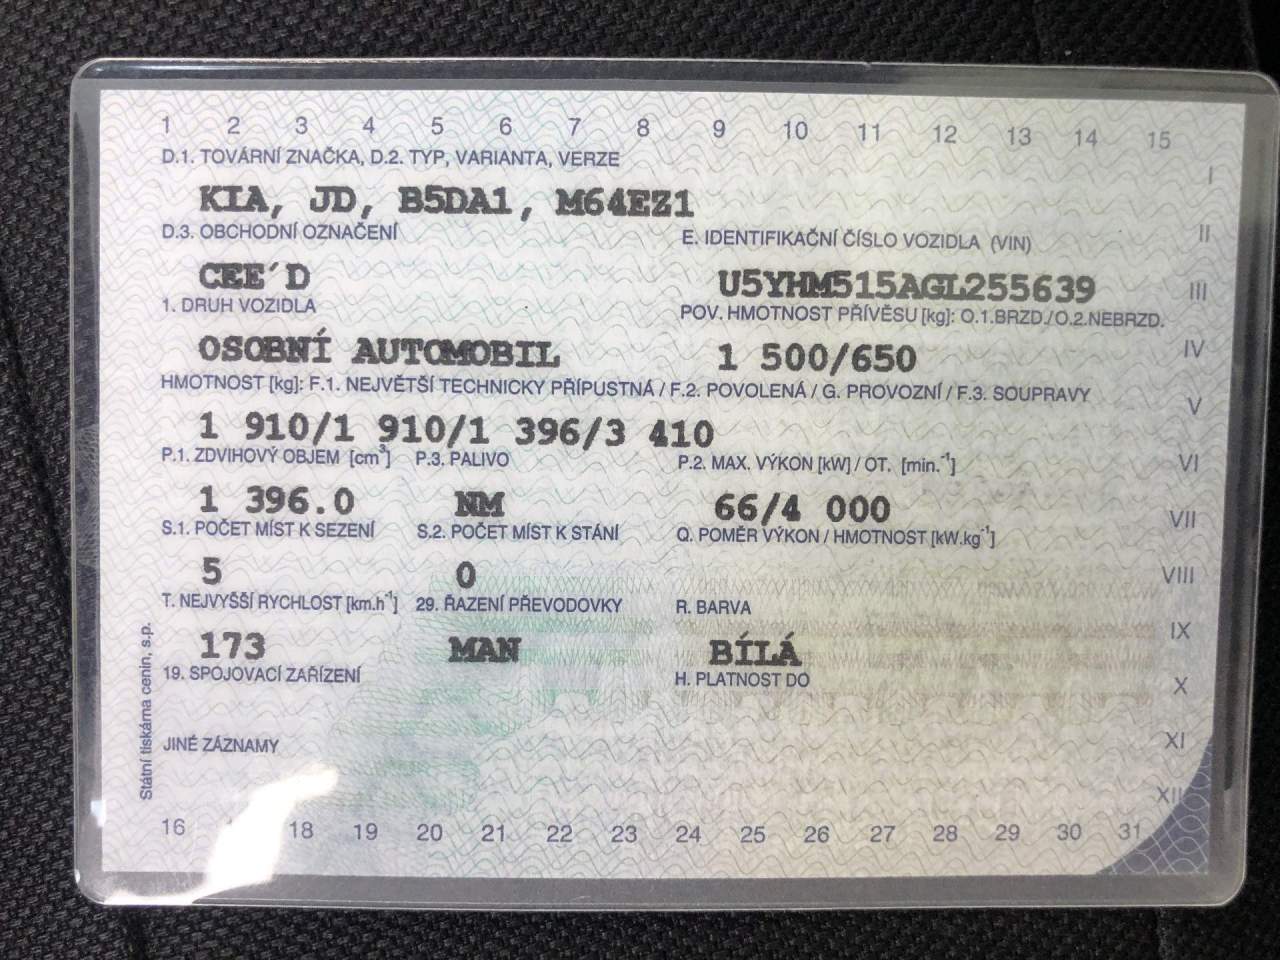 1 2 3 4 5 6 7 8 9 10 11 12 13 14 15
D.1. TOVÁRNÍ ZNAČKA, D.2. TYP, VARIANTA, VERZE
I
KIA, JD, B5DA1, M64EZ1
D.3. OBCHODNÍ OZNAČENÍ E. IDENTIFIKAČNÍ ČÍSLO VOZIDLA (VIN)
II
CEE´D U5YHM515AGL255639
III
1. DRUH VOZIDLA POV. HMOTNOST PŘÍVĚSU [kg]: O.1.BRZD./O.2.NEBRZD.
OSOBNÍ AUTOMOBIL 1 500/650
IV
HMOTNOST [kg]: F.1. NEJVĚTŠÍ TECHNICKY PŘÍPUSTNÁ / F.2. POVOLENÁ / G. PROVOZNÍ / F.3. SOUPRAVY
V
1 910/1 910/1 396/3 410
P.1. ZDVIHOVÝ OBJEM [cm³] P.3. PALIVO P.2. MAX. VÝKON [kW] / OT. [min.⁻¹]
VI
1 396.0 NM 66/4 000
VII
S.1. POČET MÍST K SEZENÍ S.2. POČET MÍST K STÁNÍ Q. POMĚR VÝKON / HMOTNOST [kW.kg⁻¹]
5 0
VIII
T. NEJVYŠŠÍ RYCHLOST [km.h⁻¹] 29. ŘAZENÍ PŘEVODOVKY R. BARVA
IX
173 MAN BÍLÁ
19. SPOJOVACÍ ZAŘÍZENÍ H. PLATNOST DO
X
JINÉ ZÁZNAMY
XI
XII
Státní tiskárna cenin, s.p.
16 18 19 20 21 22 23 24 25 26 27 28 29 30 31